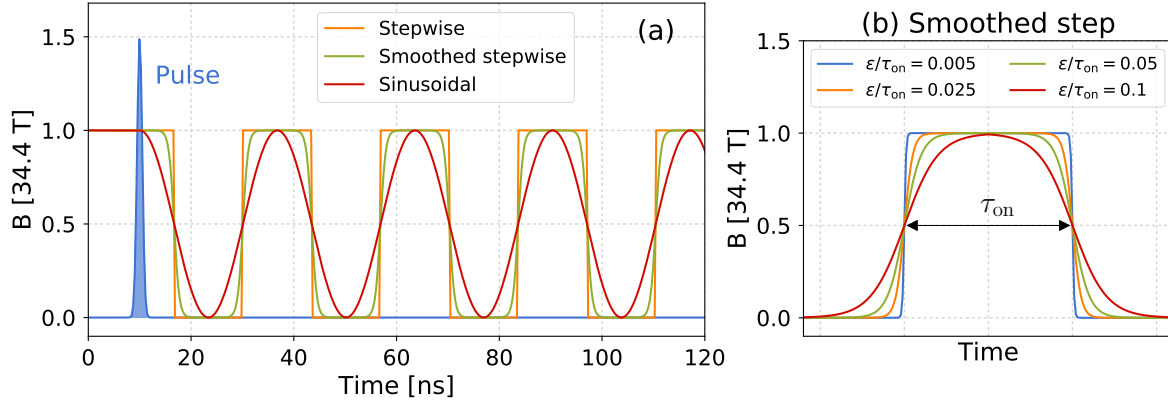 (a)
Pulse
Stepwise
Smoothed stepwise
Sinusoidal
1.5
1.0
0.5
0.0
B [34.4 T]
0
20
40
60
80
100
120
Time [ns]
(b) Smoothed step
ε/τon = 0.005
ε/τon = 0.025
ε/τon = 0.05
ε/τon = 0.1
1.5
1.0
0.5
0.0
B [34.4 T]
τon
Time